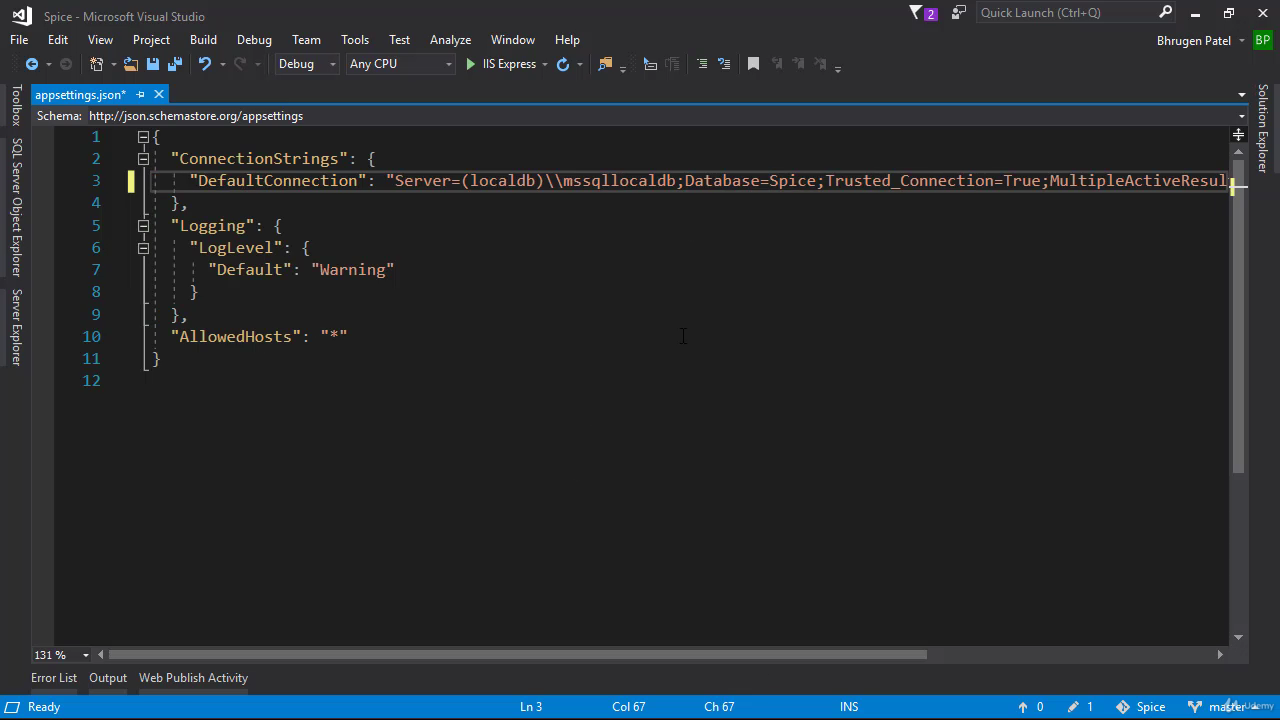 Spice - Microsoft Visual Studio
2
Quick Launch (Ctrl+Q)
File Edit View Project Build Debug Team Tools Test Analyze Window Help
Bhrugen Patel BP
Debug Any CPU IIS Express
appsettings.json*
Schema: http://json.schemastore.org/appsettings
Toolbox
SQL Server Object Explorer
Server Explorer
Solution Explorer
1 {
2 "ConnectionStrings": {
3 "DefaultConnection": "Server=(localdb)\\mssqllocaldb;Database=Spice;Trusted_Connection=True;MultipleActiveResul
4 },
5 "Logging": {
6 "LogLevel": {
7 "Default": "Warning"
8 }
9 },
10 "AllowedHosts": "*"
11 }
12
131 %
Error List Output Web Publish Activity
Ready Ln 3 Col 67 Ch 67 INS 0 1 Spice master
Udemy